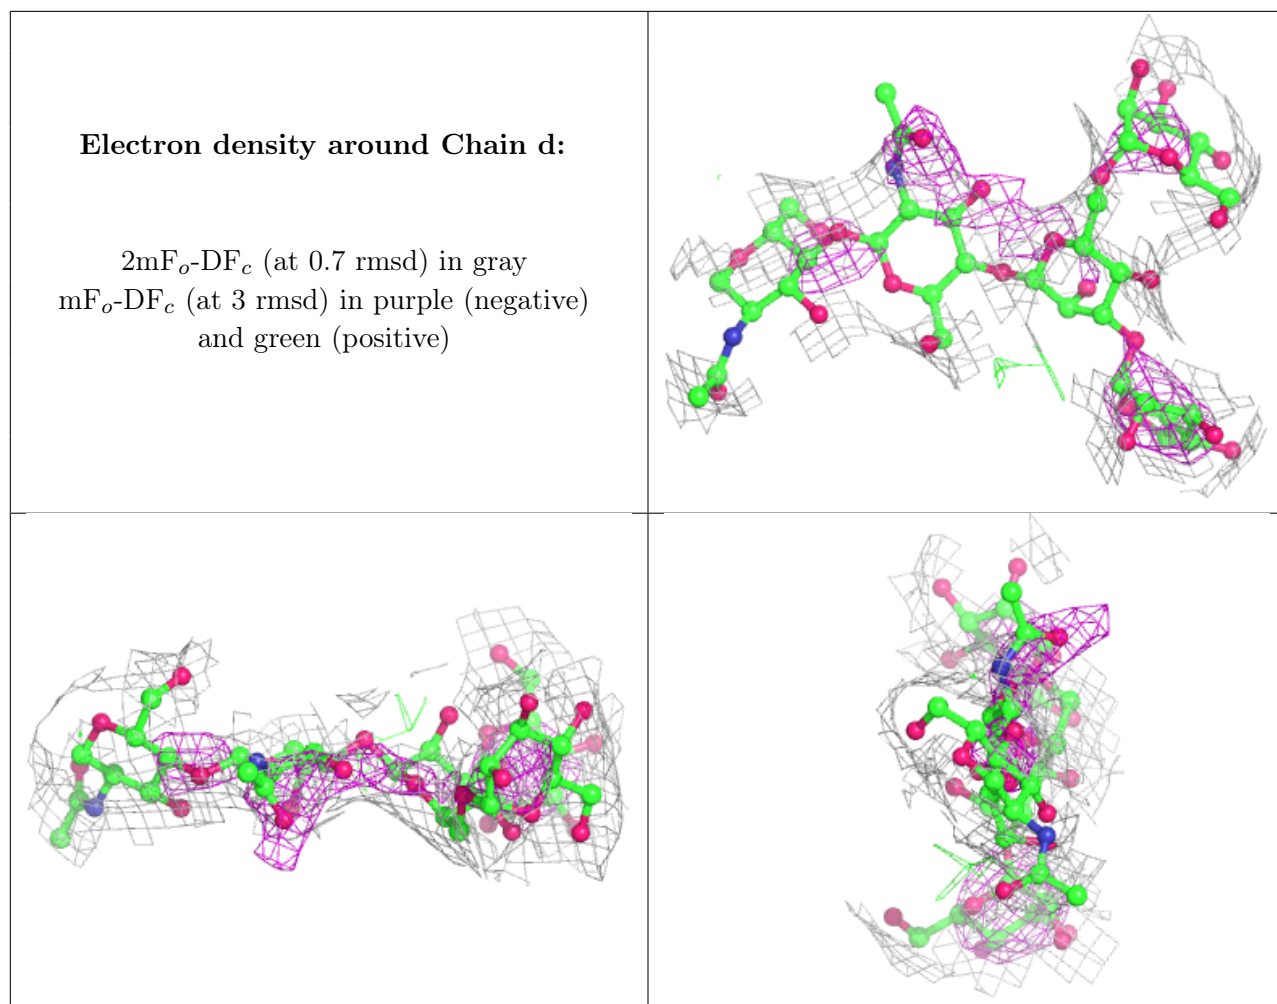 Electron density around Chain d:
2mFₒ-DF𝒸 (at 0.7 rmsd) in gray
mFₒ-DF𝒸 (at 3 rmsd) in purple (negative)
and green (positive)